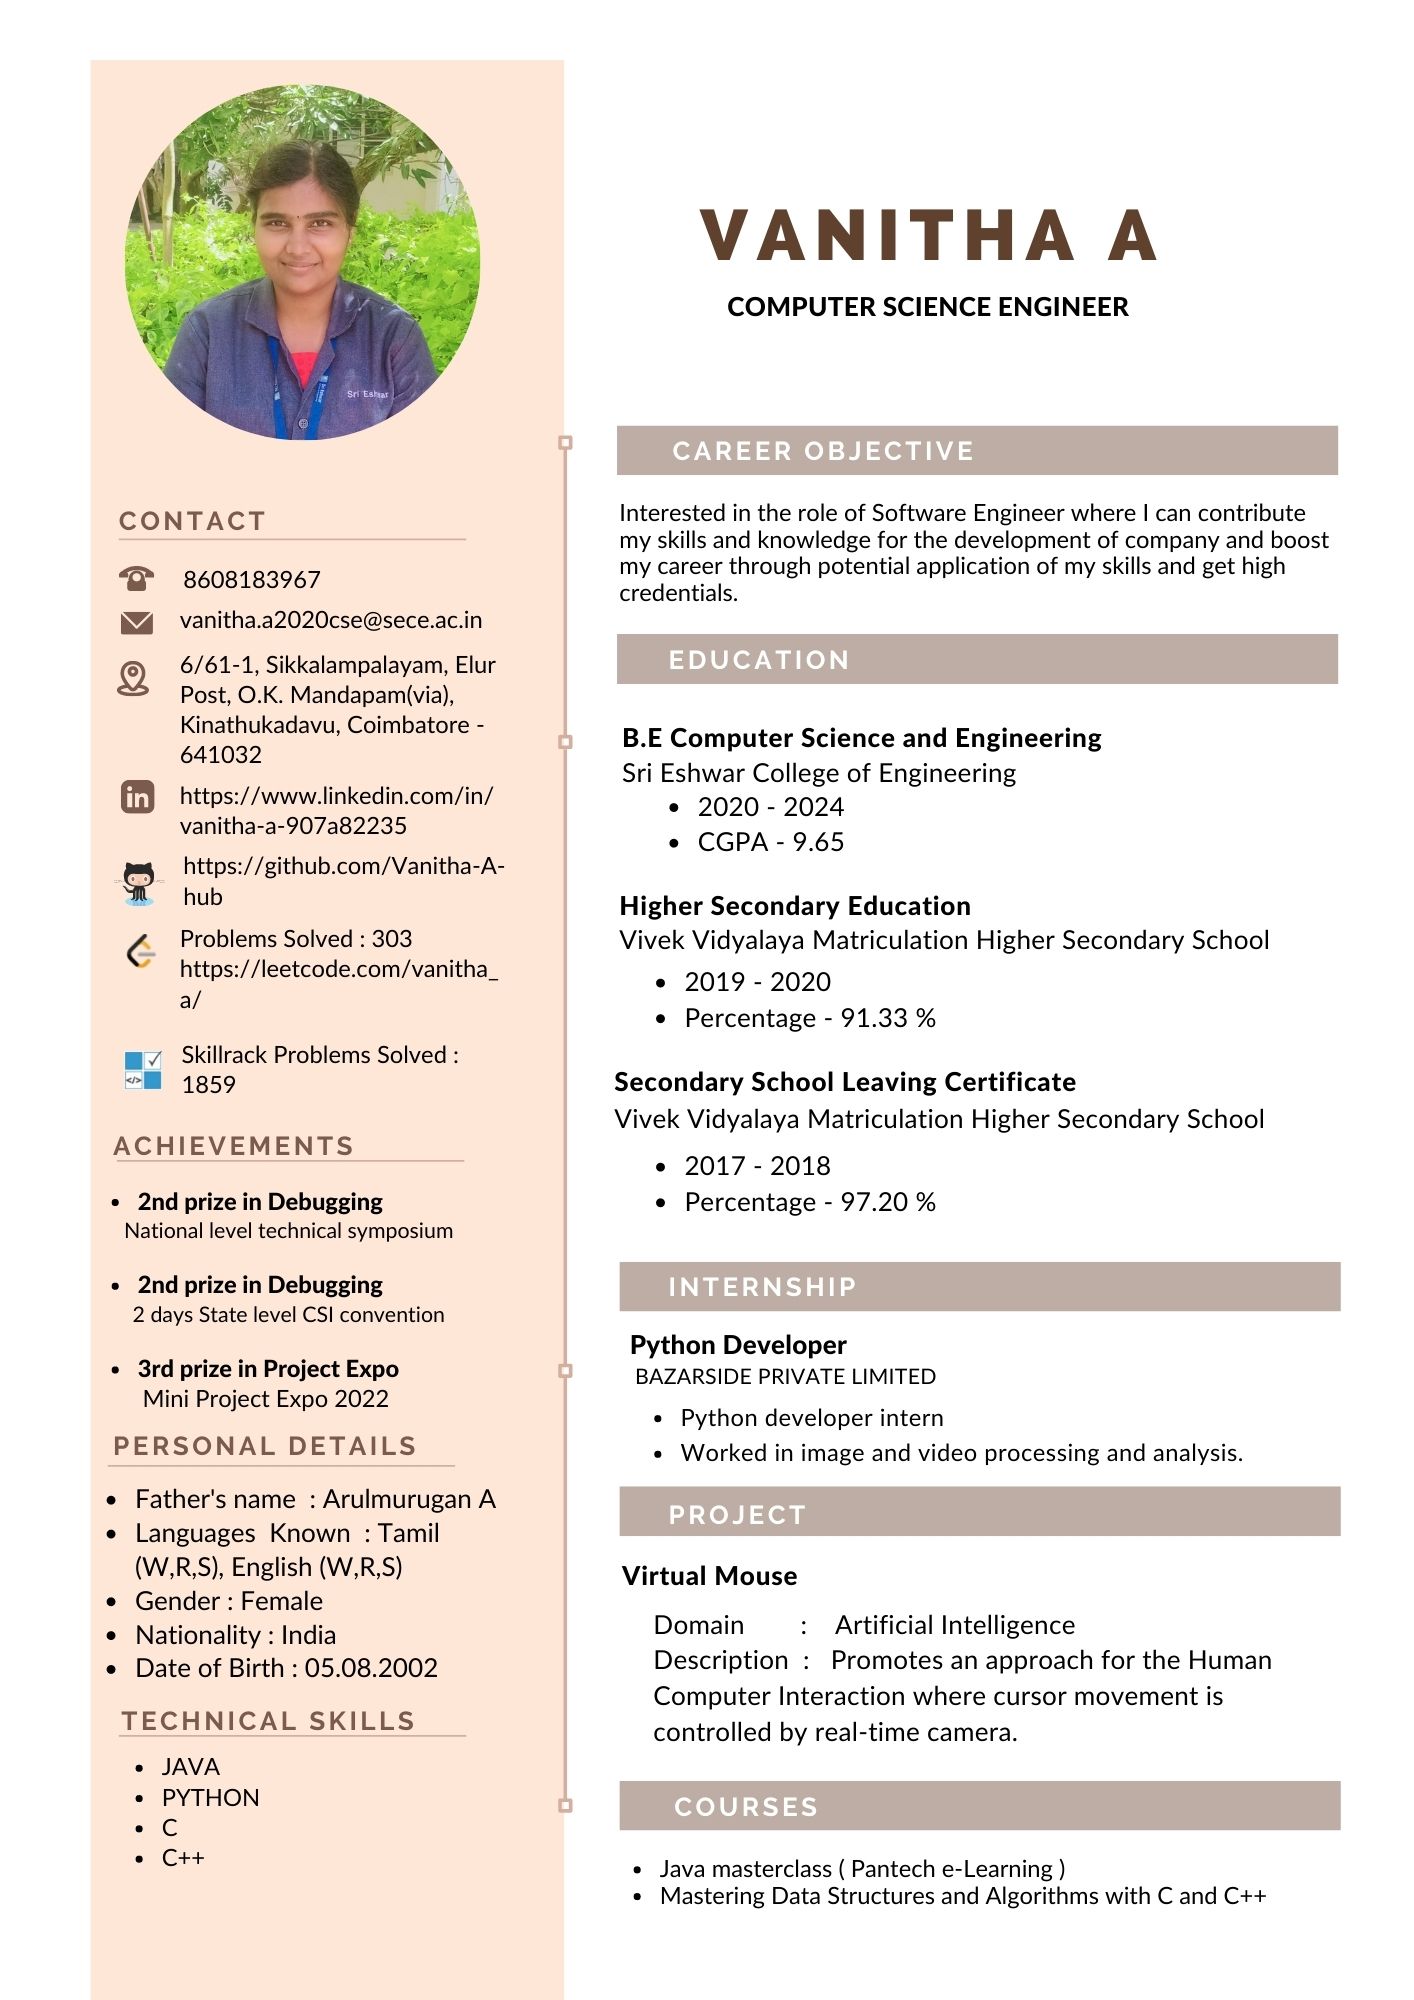 Sri Eshwar
CONTACT
8608183967
vanitha.a2020cse@sece.ac.in
6/61-1, Sikkalampalayam, Elur
Post, O.K. Mandapam(via),
Kinathukadavu, Coimbatore -
641032
https://www.linkedin.com/in/
vanitha-a-907a82235
https://github.com/Vanitha-A-
hub
Problems Solved : 303
https://leetcode.com/vanitha_
a/
Skillrack Problems Solved :
1859
ACHIEVEMENTS
• 2nd prize in Debugging
National level technical symposium
• 2nd prize in Debugging
2 days State level CSI convention
• 3rd prize in Project Expo
Mini Project Expo 2022
PERSONAL DETAILS
• Father's name : Arulmurugan A
• Languages Known : Tamil
(W,R,S), English (W,R,S)
• Gender : Female
• Nationality : India
• Date of Birth : 05.08.2002
TECHNICAL SKILLS
• JAVA
• PYTHON
• C
• C++
VANITHA A
COMPUTER SCIENCE ENGINEER
CAREER OBJECTIVE
Interested in the role of Software Engineer where I can contribute
my skills and knowledge for the development of company and boost
my career through potential application of my skills and get high
credentials.
EDUCATION
B.E Computer Science and Engineering
Sri Eshwar College of Engineering
• 2020 - 2024
• CGPA - 9.65
Higher Secondary Education
Vivek Vidyalaya Matriculation Higher Secondary School
• 2019 - 2020
• Percentage - 91.33 %
Secondary School Leaving Certificate
Vivek Vidyalaya Matriculation Higher Secondary School
• 2017 - 2018
• Percentage - 97.20 %
INTERNSHIP
Python Developer
BAZARSIDE PRIVATE LIMITED
• Python developer intern
• Worked in image and video processing and analysis.
PROJECT
Virtual Mouse
Domain : Artificial Intelligence
Description : Promotes an approach for the Human
Computer Interaction where cursor movement is
controlled by real-time camera.
COURSES
• Java masterclass ( Pantech e-Learning )
• Mastering Data Structures and Algorithms with C and C++